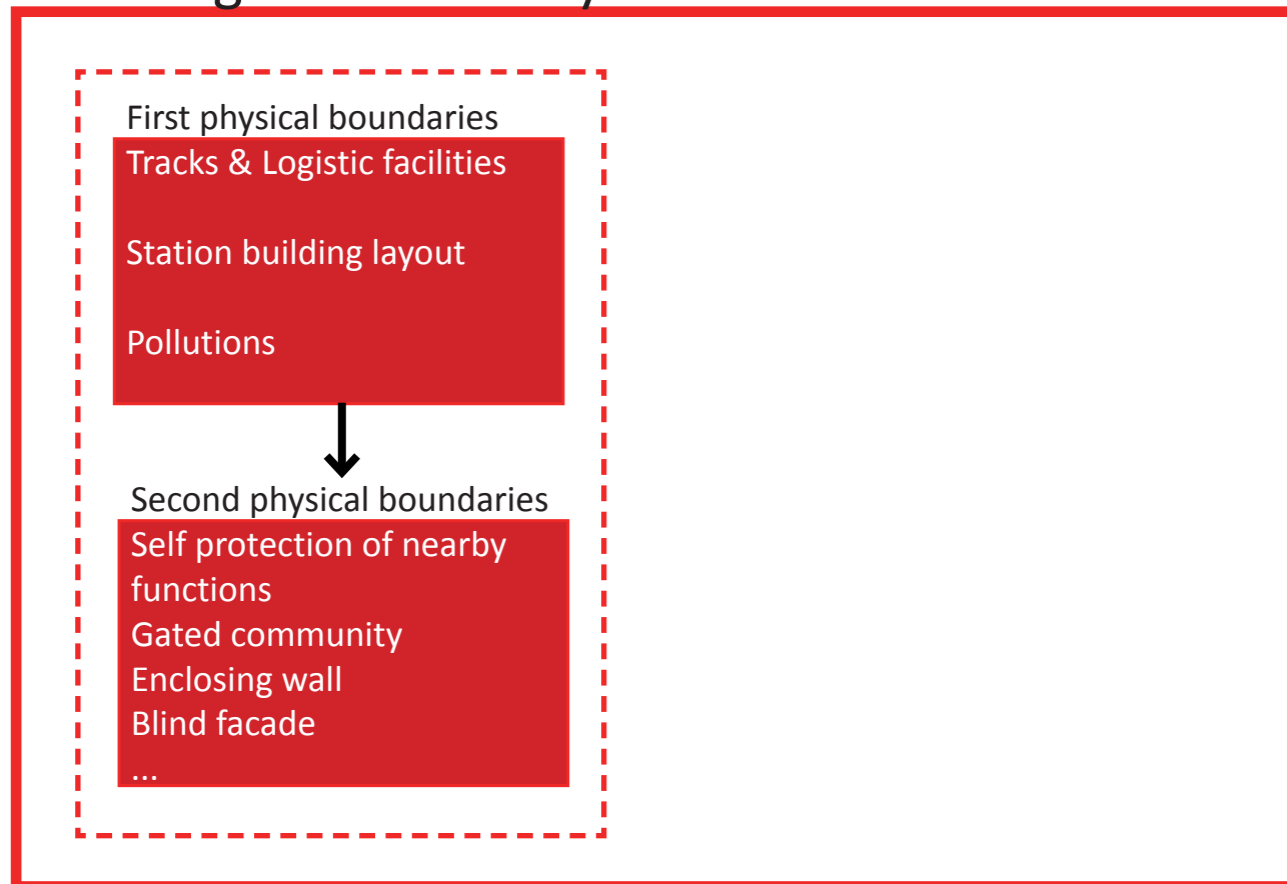 First physical boundaries
Tracks & Logistic facilities
Station building layout
Pollutions
Second physical boundaries
Self protection of nearby
functions
Gated community
Enclosing wall
Blind facade
...